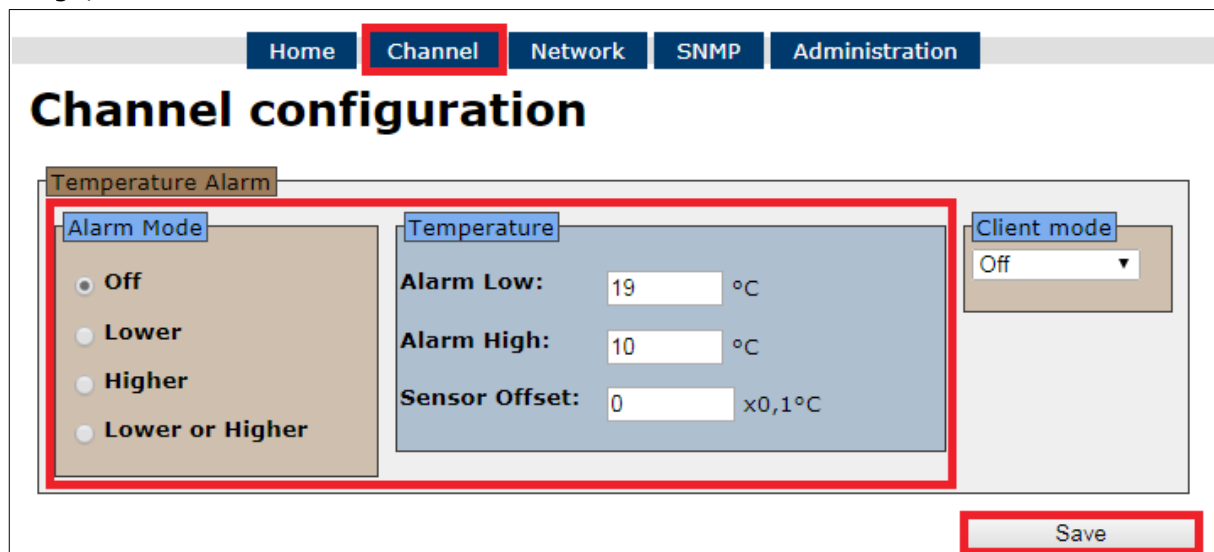 Home Channel Network SNMP Administration
Channel configuration
Temperature Alarm
Alarm Mode
Off
Lower
Higher
Lower or Higher
Temperature
Alarm Low: 19 °C
Alarm High: 10 °C
Sensor Offset: 0 x0,1°C
Client mode
Off
Save